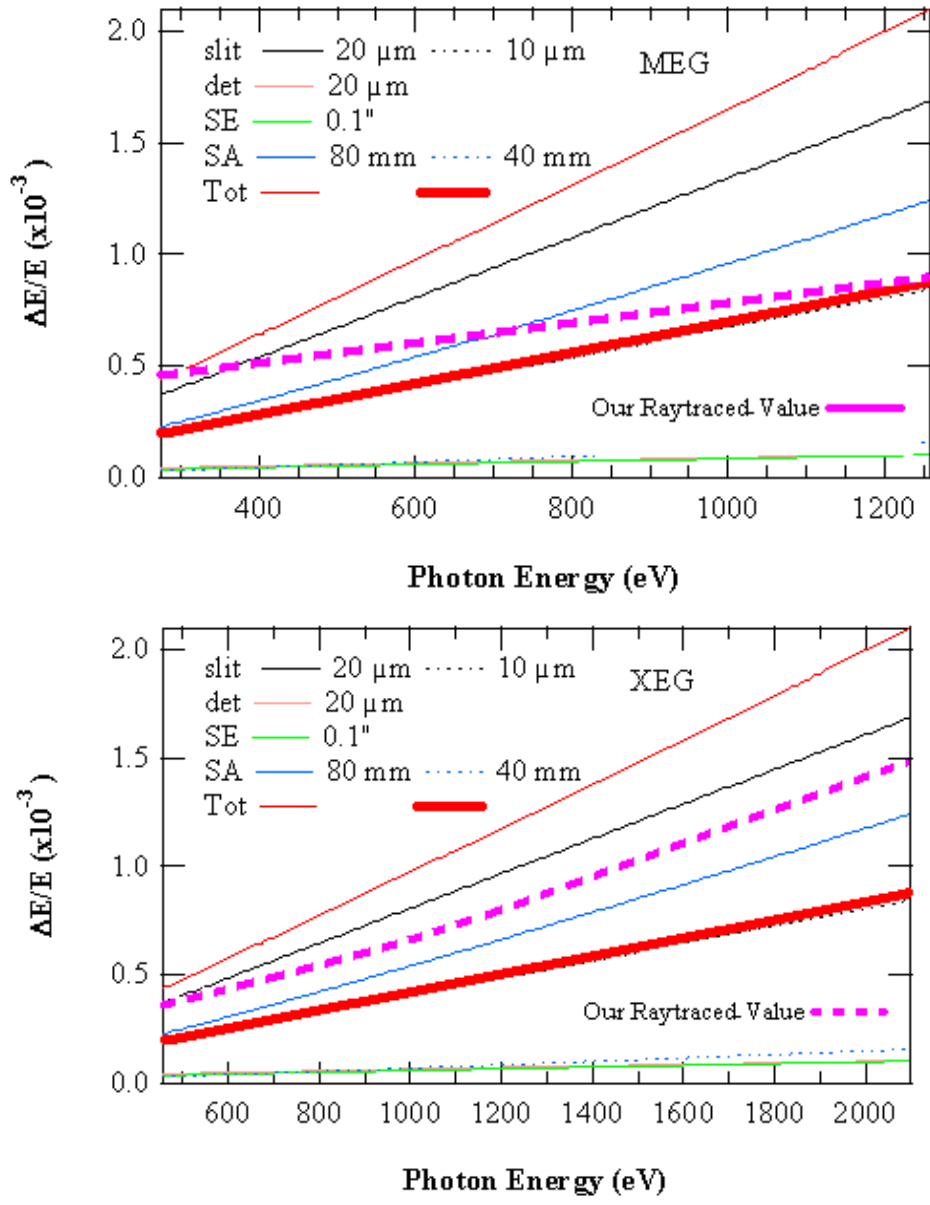 2.0
slit 20 µm 10 µm MEG
det 20 µm
SE 0.1"
1.5
SA 80 mm 40 mm
Tot
ΔE/E (x10-3)
1.0
0.5
Our Raytraced Value
0.0
400 600 800 1000 1200
Photon Energy (eV)
2.0
slit 20 µm 10 µm XEG
det 20 µm
SE 0.1"
1.5
SA 80 mm 40 mm
Tot
ΔE/E (x10-3)
1.0
0.5
Our Raytraced Value
0.0
600 800 1000 1200 1400 1600 1800 2000
Photon Energy (eV)